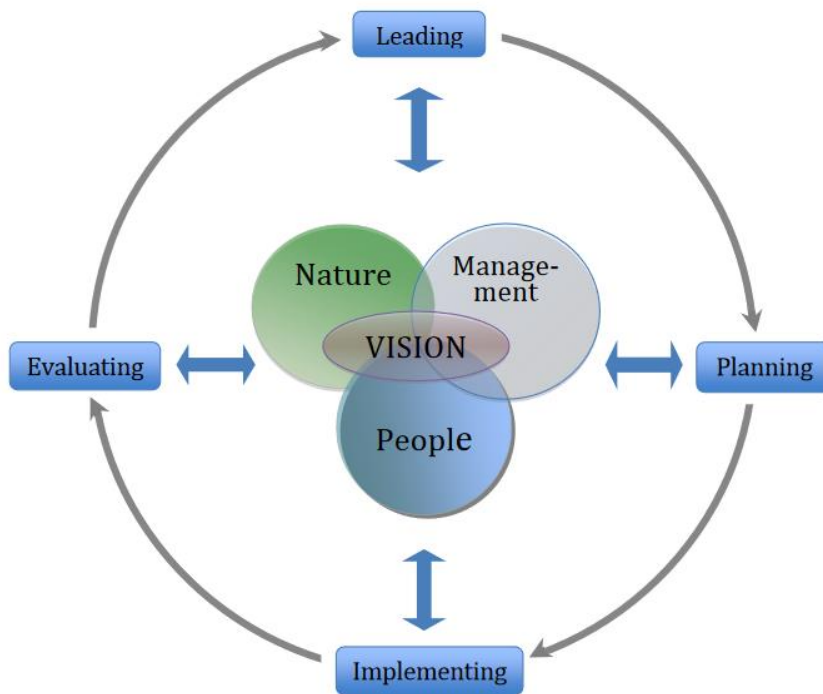 Leading
Nature
Manage-
ment
VISION
Evaluating
Planning
People
Implementing